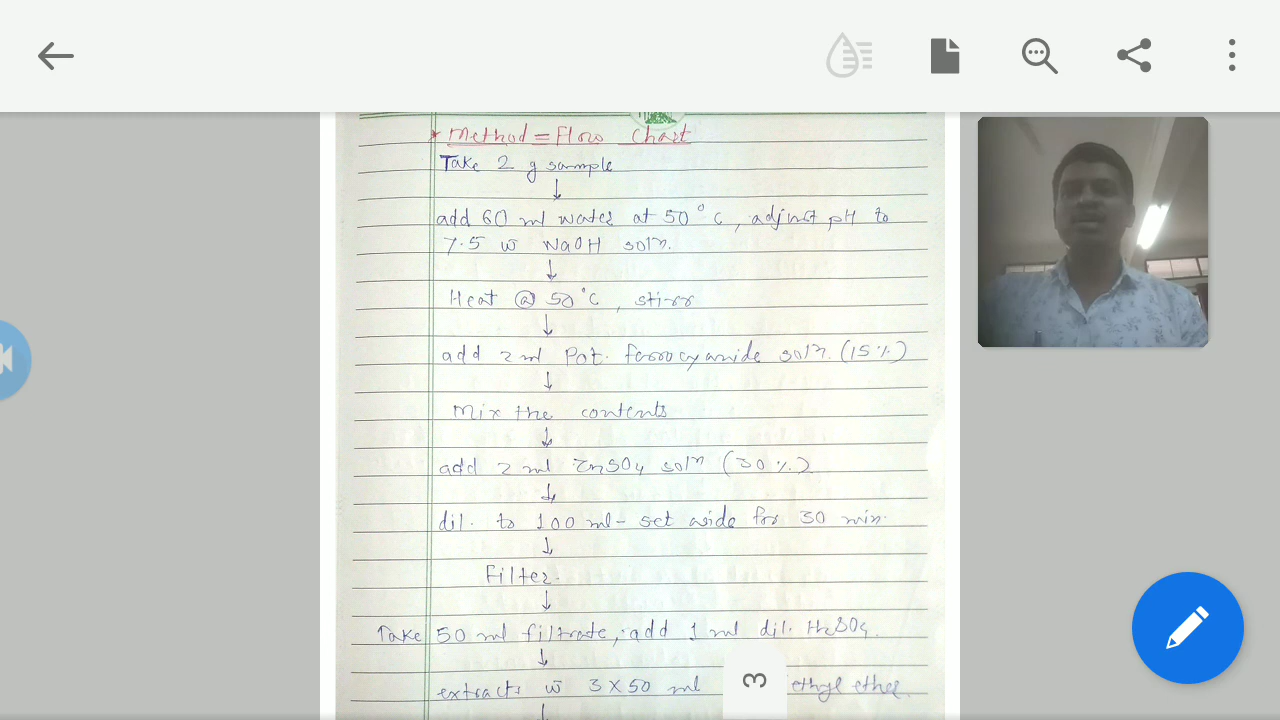 * Method = Flow Chart
Take 2 g sample
↓
add 60 ml water at 50°C, adjust pH to
7.5 w̄ NaOH soln.
↓
Heat @ 50°C, stirr
↓
add 2 ml Pot. ferrocyanide soln. (15%)
↓
Mix the contents
↓
add 2 ml ZnSO4 soln (30%)
↓
dil. to 100 ml - set aside for 30 min.
↓
Filter.
↓
Take 50 ml filtrate, add 1 ml dil. H2SO4.
↓
extract w̄ 3 X 50 ml ethyl ether
↓
3